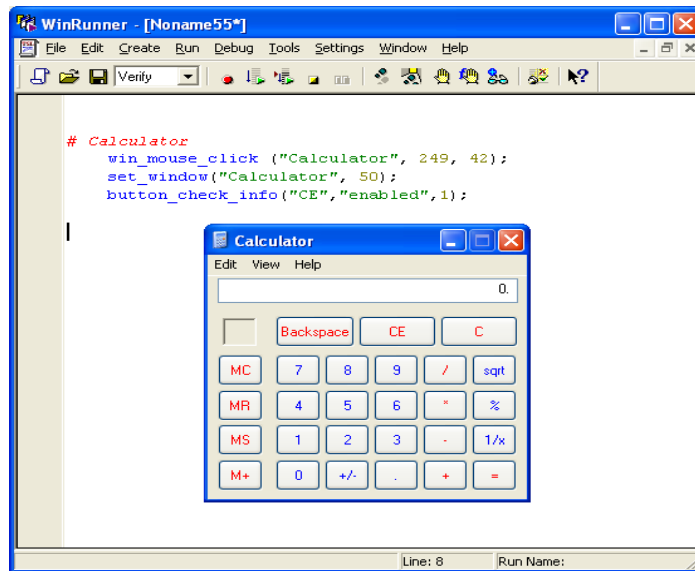 WinRunner - [Noname55*]
File Edit Create Run Debug Tools Settings Window Help
Verify
# Calculator
win_mouse_click ("Calculator", 249, 42);
set_window("Calculator", 50);
button_check_info("CE","enabled",1);
Calculator
Edit View Help
0.
Backspace CE C
MC 7 8 9 / sqrt
MR 4 5 6 * %
MS 1 2 3 - 1/x
M+ 0 +/- . + =
Line: 8 Run Name: